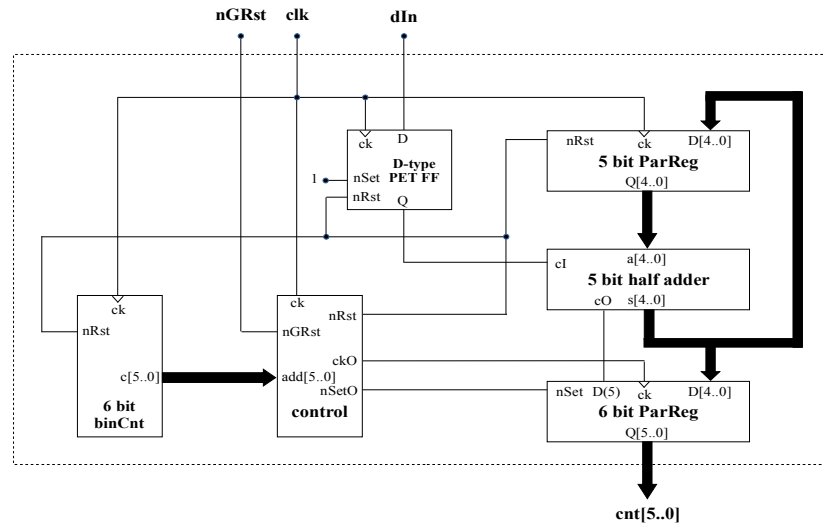 nGRst clk dIn
ck D
D-type
PET FF
1 nSet
nRst Q
nRst ck D[4..0]
5 bit ParReg
Q[4..0]
cI a[4..0]
5 bit half adder
cO s[4..0]
ck
nRst
c[5..0]
6 bit
binCnt
ck
nRst
nGRst
ckO
add[5..0]
nSetO
control
nSet D(5) ck D[4..0]
6 bit ParReg
Q[5..0]
cnt[5..0]